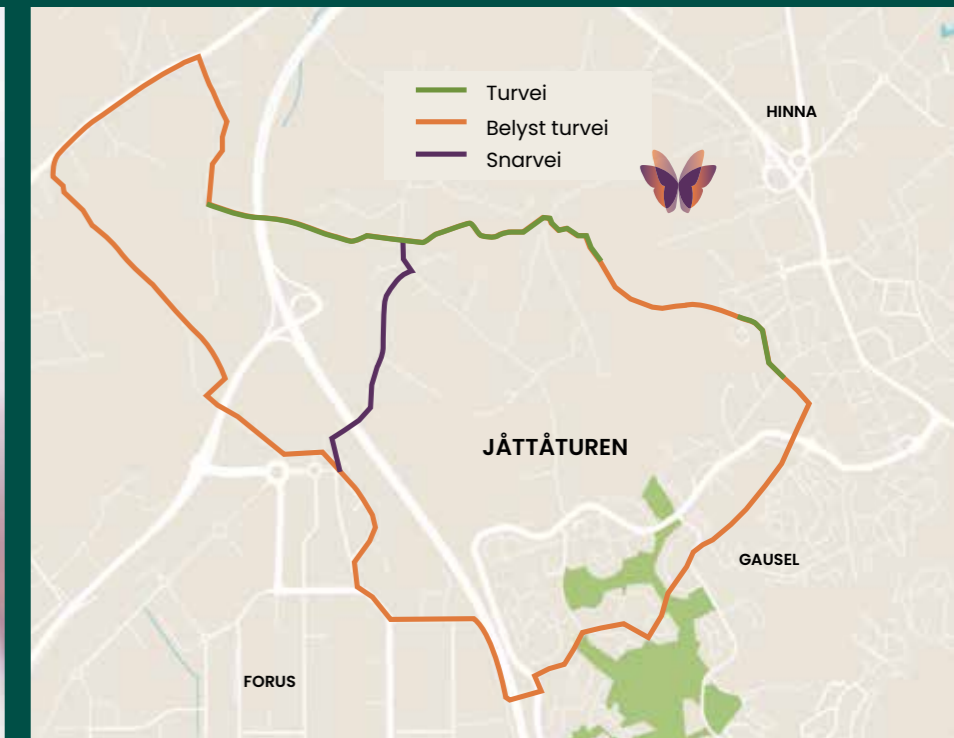 Turvei
Belyst turvei
Snarvei
HINNA
JÅTTÅTUREN
GAUSEL
FORUS